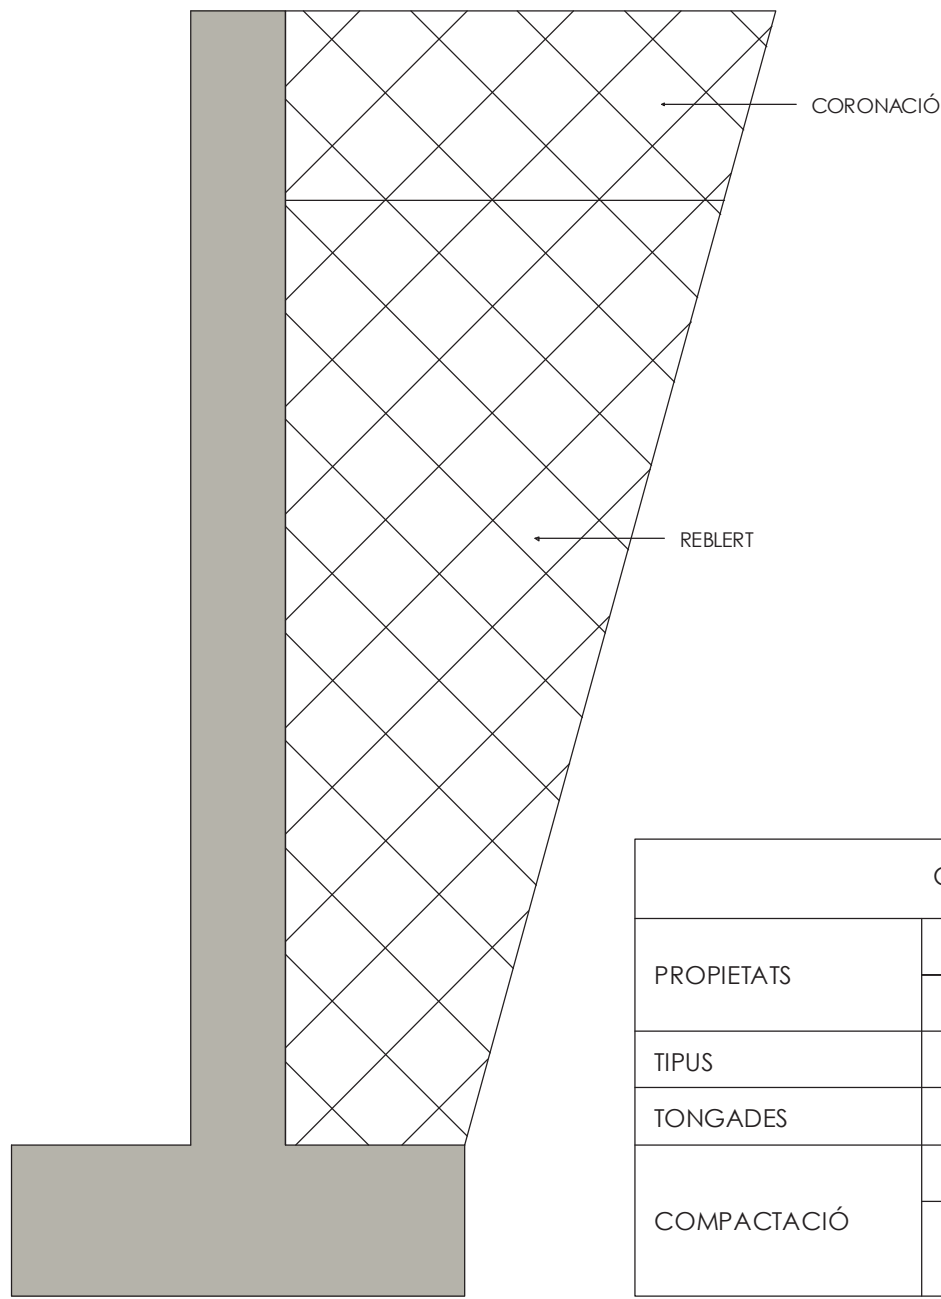 CORONACIÓ
REBLERT
PROPIETATS
TIPUS
TONGADES
COMPACTACIÓ